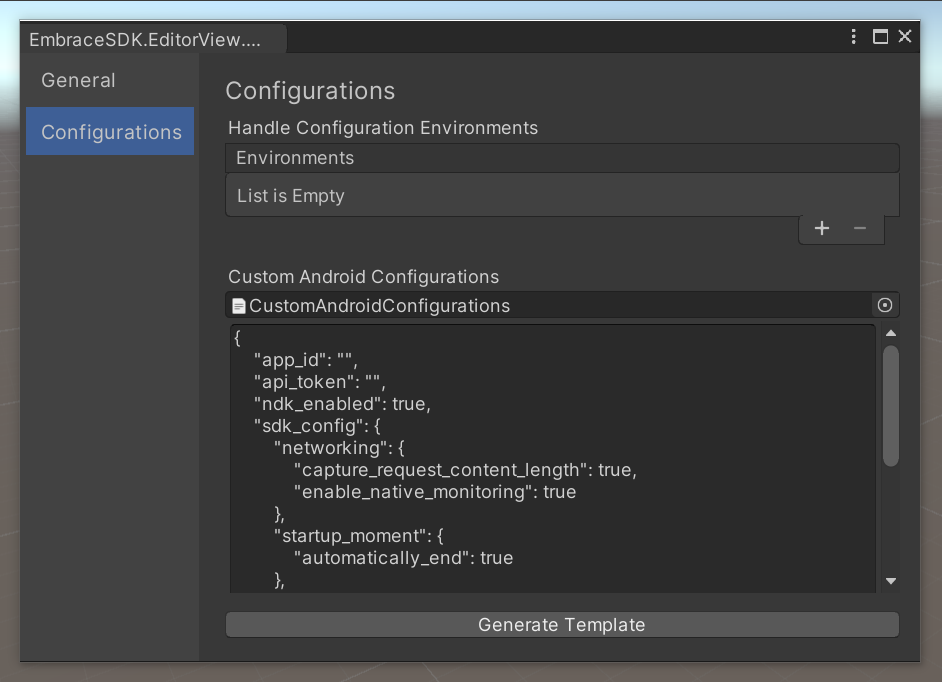 EmbraceSDK.EditorView....
General
Configurations
Configurations
Handle Configuration Environments
Environments
List is Empty
+ −
Custom Android Configurations
CustomAndroidConfigurations
{
"app_id": "",
"api_token": "",
"ndk_enabled": true,
"sdk_config": {
"networking": {
"capture_request_content_length": true,
"enable_native_monitoring": true
},
"startup_moment": {
"automatically_end": true
},
Generate Template